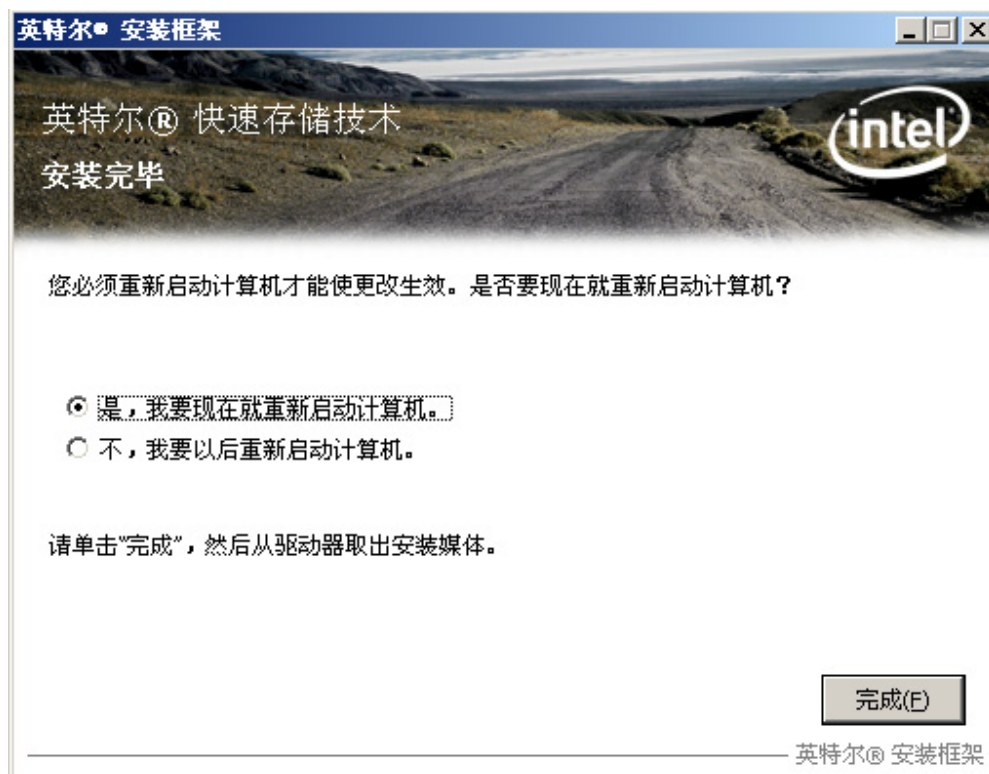 英特尔® 安装框架
英特尔® 快速存储技术
intel
安装完毕
您必须重新启动计算机才能使更改生效。是否要现在就重新启动计算机?
是，我要现在就重新启动计算机。
不，我要以后重新启动计算机。
请单击"完成"，然后从驱动器取出安装媒体。
完成(F)
英特尔® 安装框架